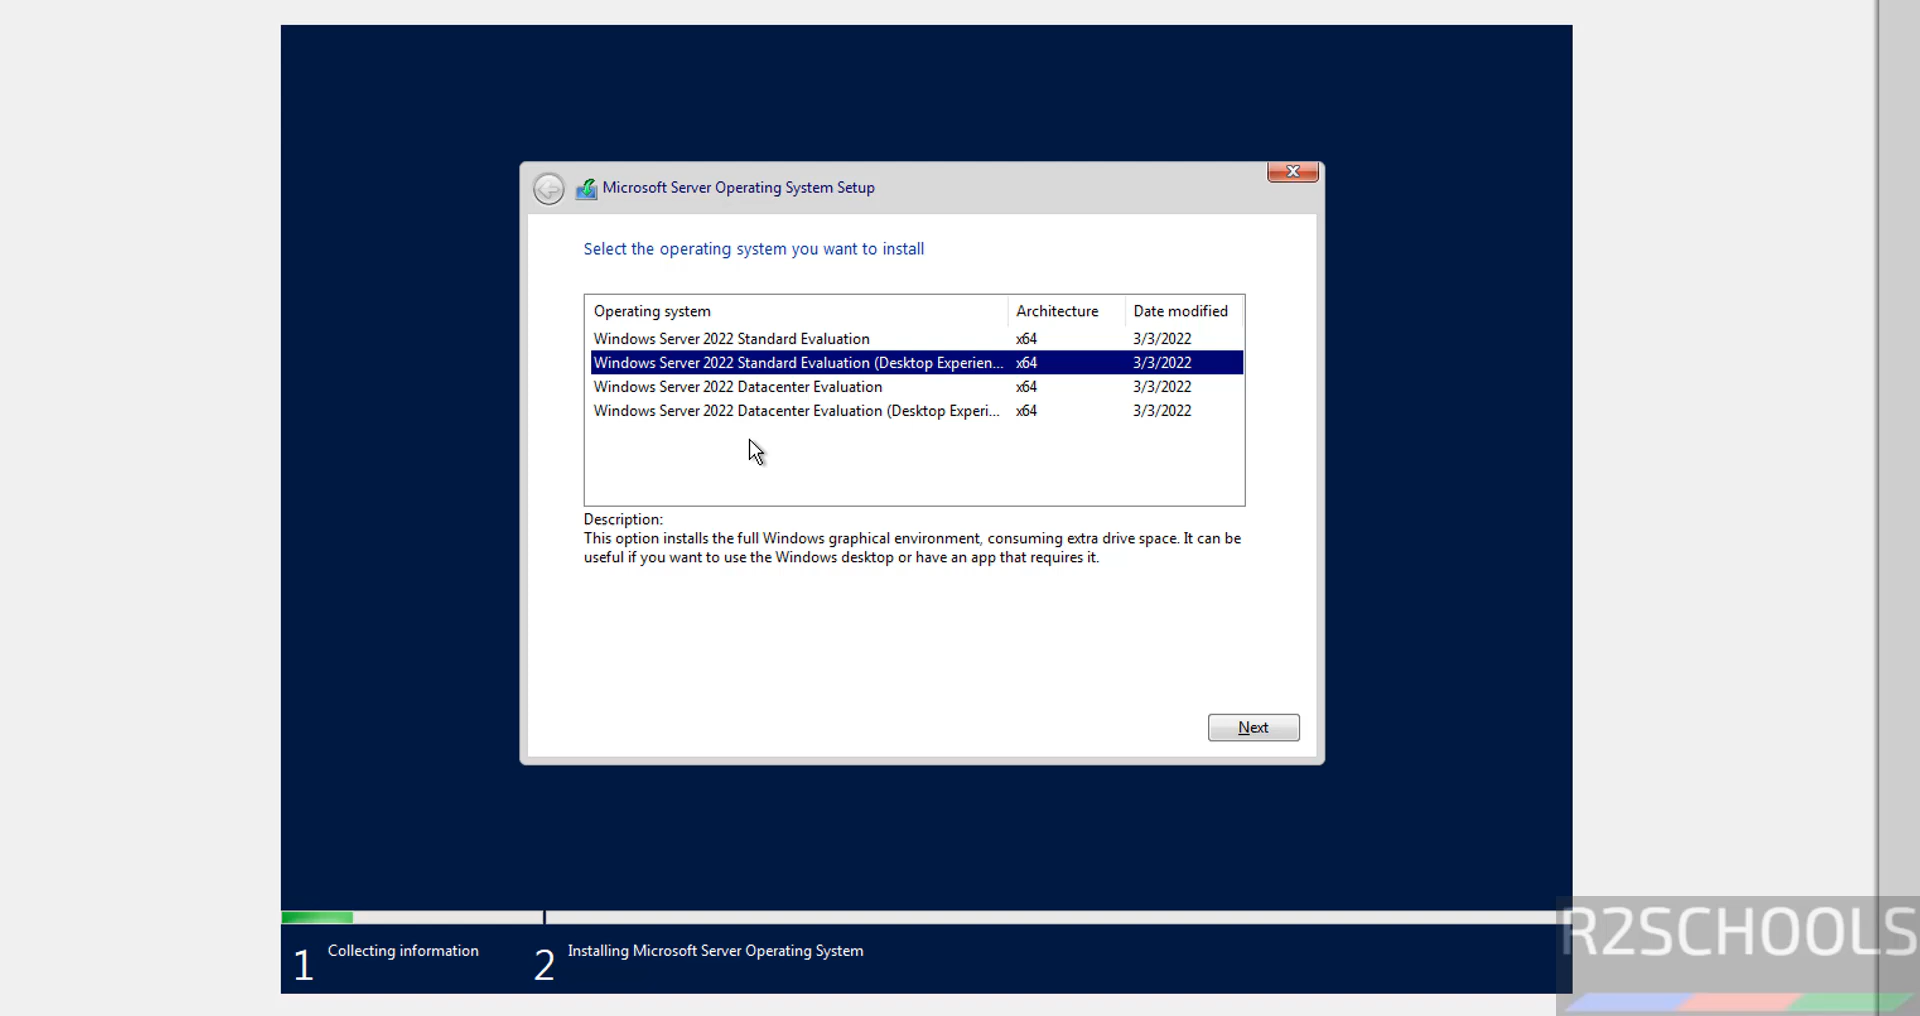 Microsoft Server Operating System Setup
Select the operating system you want to install
Operating system Architecture Date modified
Windows Server 2022 Standard Evaluation x64 3/3/2022
Windows Server 2022 Standard Evaluation (Desktop Experien... x64 3/3/2022
Windows Server 2022 Datacenter Evaluation x64 3/3/2022
Windows Server 2022 Datacenter Evaluation (Desktop Experi... x64 3/3/2022
Description:
This option installs the full Windows graphical environment, consuming extra drive space. It can be
useful if you want to use the Windows desktop or have an app that requires it.
Next
1 Collecting information 2 Installing Microsoft Server Operating System
R2SCHOOLS